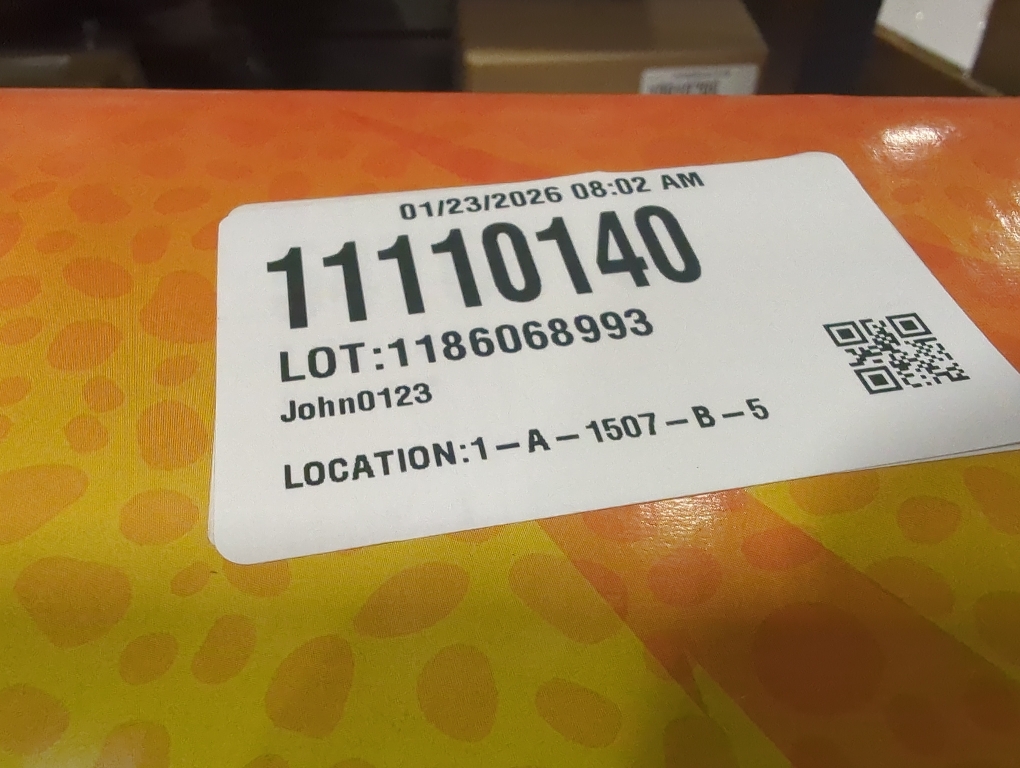 01/23/2026 08:02 AM
11110140
LOT:1186068993
John0123
LOCATION:1-A-1507-B-5